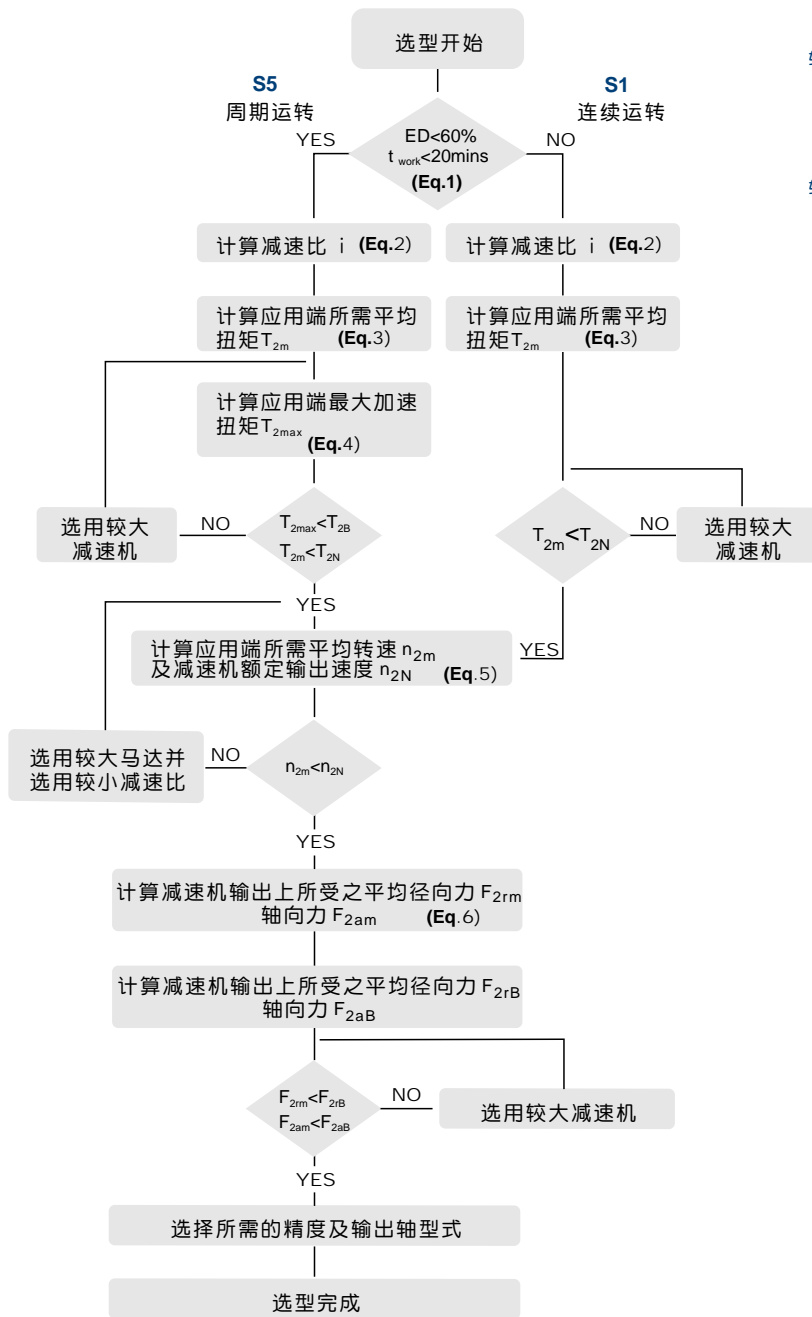 选型开始
S5
周期运转
S1
连续运转
YES
ED<60%
t work<20mins
(Eq.1)
NO
计算减速比 i (Eq.2)
计算减速比 i (Eq.2)
计算应用端所需平均
扭矩T2m (Eq.3)
计算应用端所需平均
扭矩T2m (Eq.3)
计算应用端最大加速
扭矩T2max
(Eq.4)
选用较大
减速机
NO
T2max<T2B
T2m<T2N
T2m<T2N
NO
选用较大
减速机
YES
计算应用端所需平均转速 n2m
及减速机额定输出速度 n2N (Eq.5)
YES
选用较大马达并
选用较小减速比
NO
n2m<n2N
YES
计算减速机输出上所受之平均径向力 F2rm
轴向力 F2am (Eq.6)
计算减速机输出上所受之平均径向力 F2rB
轴向力 F2aB
F2rm<F2rB
F2am<F2aB
NO
选用较大减速机
YES
选择所需的精度及输出轴型式
选型完成